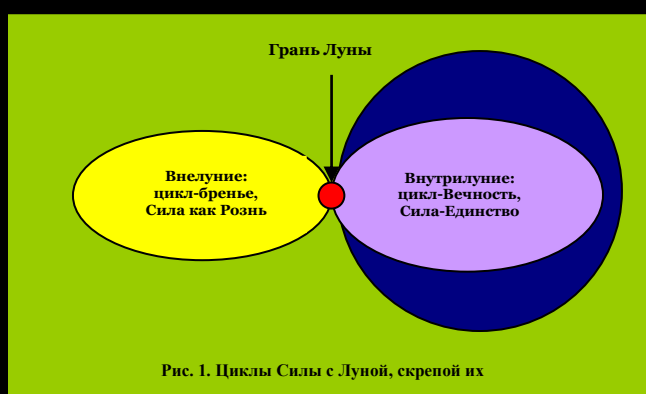 Грань Луны
Внелуние:
цикл-бренье,
Сила как Рознь
Внутрилуние:
цикл-Вечность,
Сила-Единство
Рис. 1. Циклы Силы с Луной, скрепой их